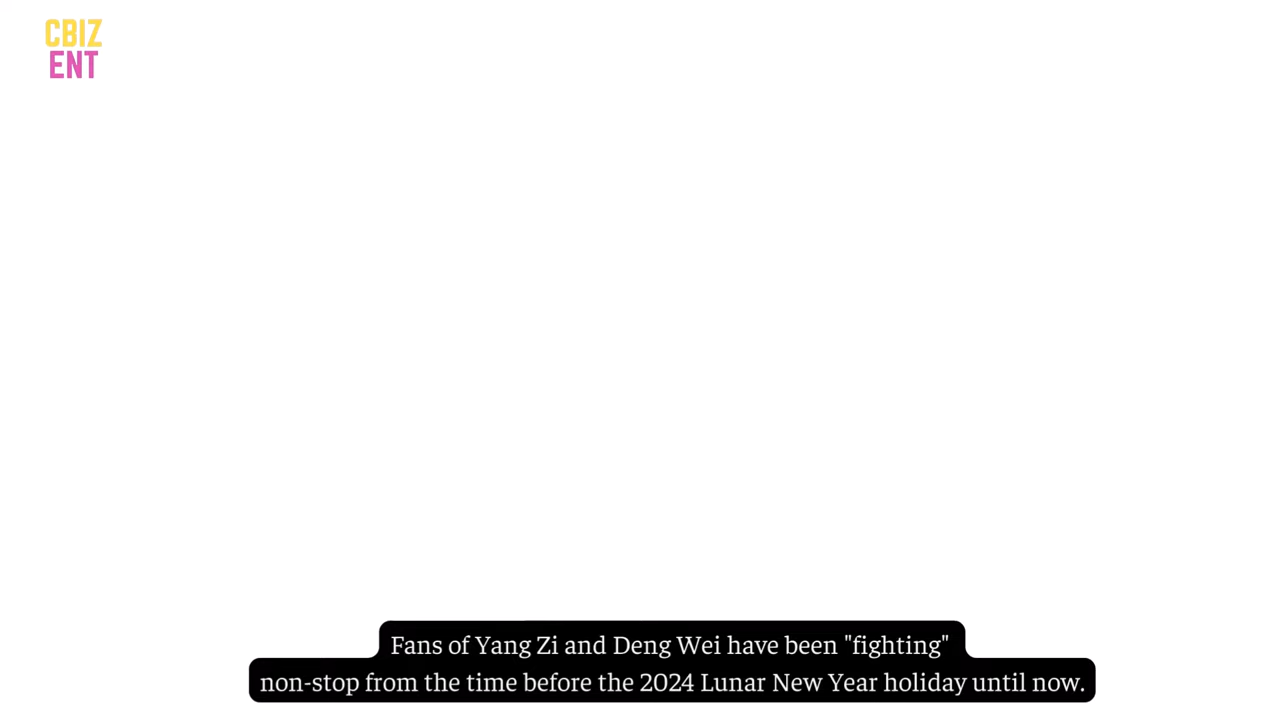 CBIZ
ENT
Fans of Yang Zi and Deng Wei have been "fighting"
non-stop from the time before the 2024 Lunar New Year holiday until now.